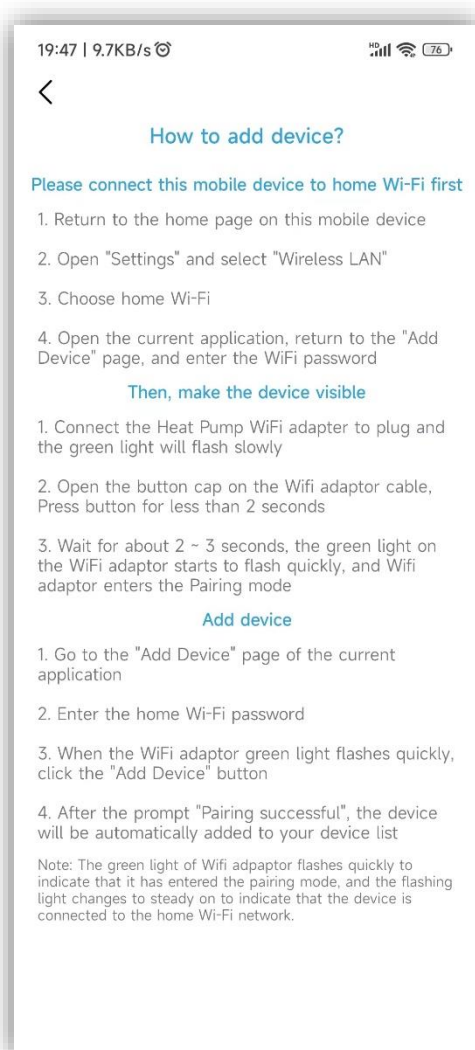 19:47 | 9.7KB/s
HD 76
How to add device?
Please connect this mobile device to home Wi-Fi first
1. Return to the home page on this mobile device
2. Open "Settings" and select "Wireless LAN"
3. Choose home Wi-Fi
4. Open the current application, return to the "Add
Device" page, and enter the WiFi password
Then, make the device visible
1. Connect the Heat Pump WiFi adapter to plug and
the green light will flash slowly
2. Open the button cap on the Wifi adaptor cable,
Press button for less than 2 seconds
3. Wait for about 2 ~ 3 seconds, the green light on
the WiFi adaptor starts to flash quickly, and Wifi
adaptor enters the Pairing mode
Add device
1. Go to the "Add Device" page of the current
application
2. Enter the home Wi-Fi password
3. When the WiFi adaptor green light flashes quickly,
click the "Add Device" button
4. After the prompt "Pairing successful", the device
will be automatically added to your device list
Note: The green light of Wifi adpaptor flashes quickly to
indicate that it has entered the pairing mode, and the flashing
light changes to steady on to indicate that the device is
connected to the home Wi-Fi network.